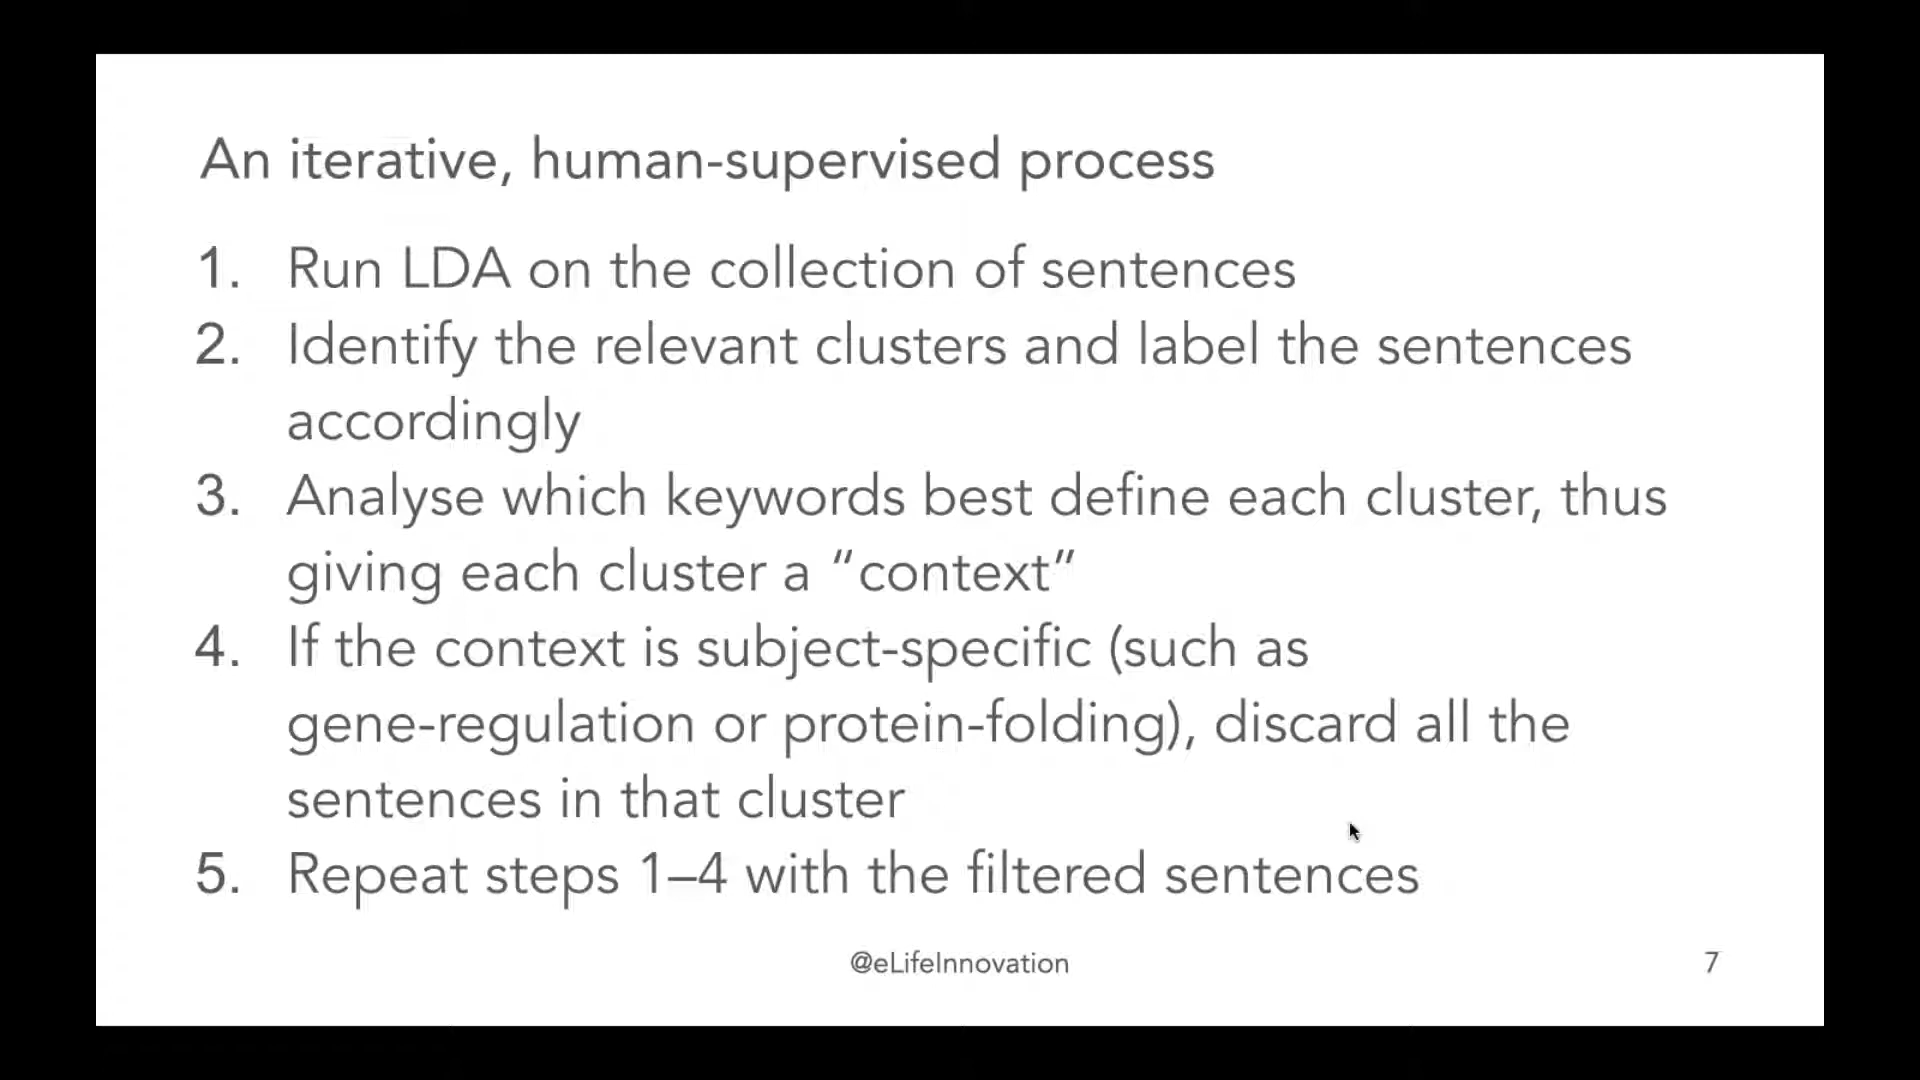 An iterative, human-supervised process
1. Run LDA on the collection of sentences
2. Identify the relevant clusters and label the sentences
accordingly
3. Analyse which keywords best define each cluster, thus
giving each cluster a “context”
4. If the context is subject-specific (such as
gene-regulation or protein-folding), discard all the
sentences in that cluster
5. Repeat steps 1–4 with the filtered sentences
@eLifeInnovation
7